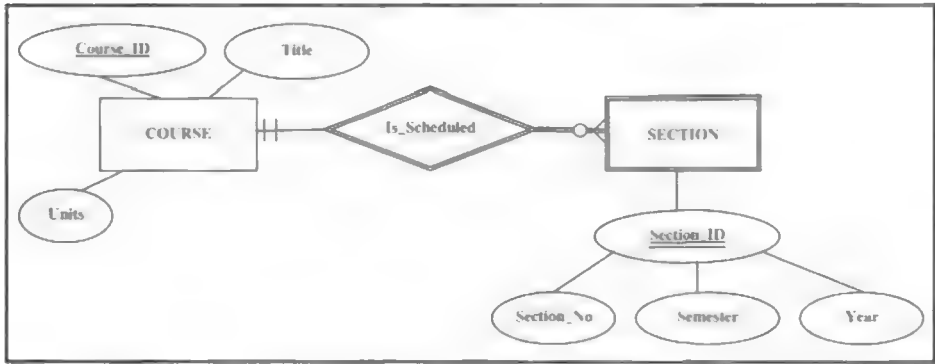 Course_ID
Title
COURSE
Is_Scheduled
SECTION
Units
Section_ID
Section_No
Semester
Year